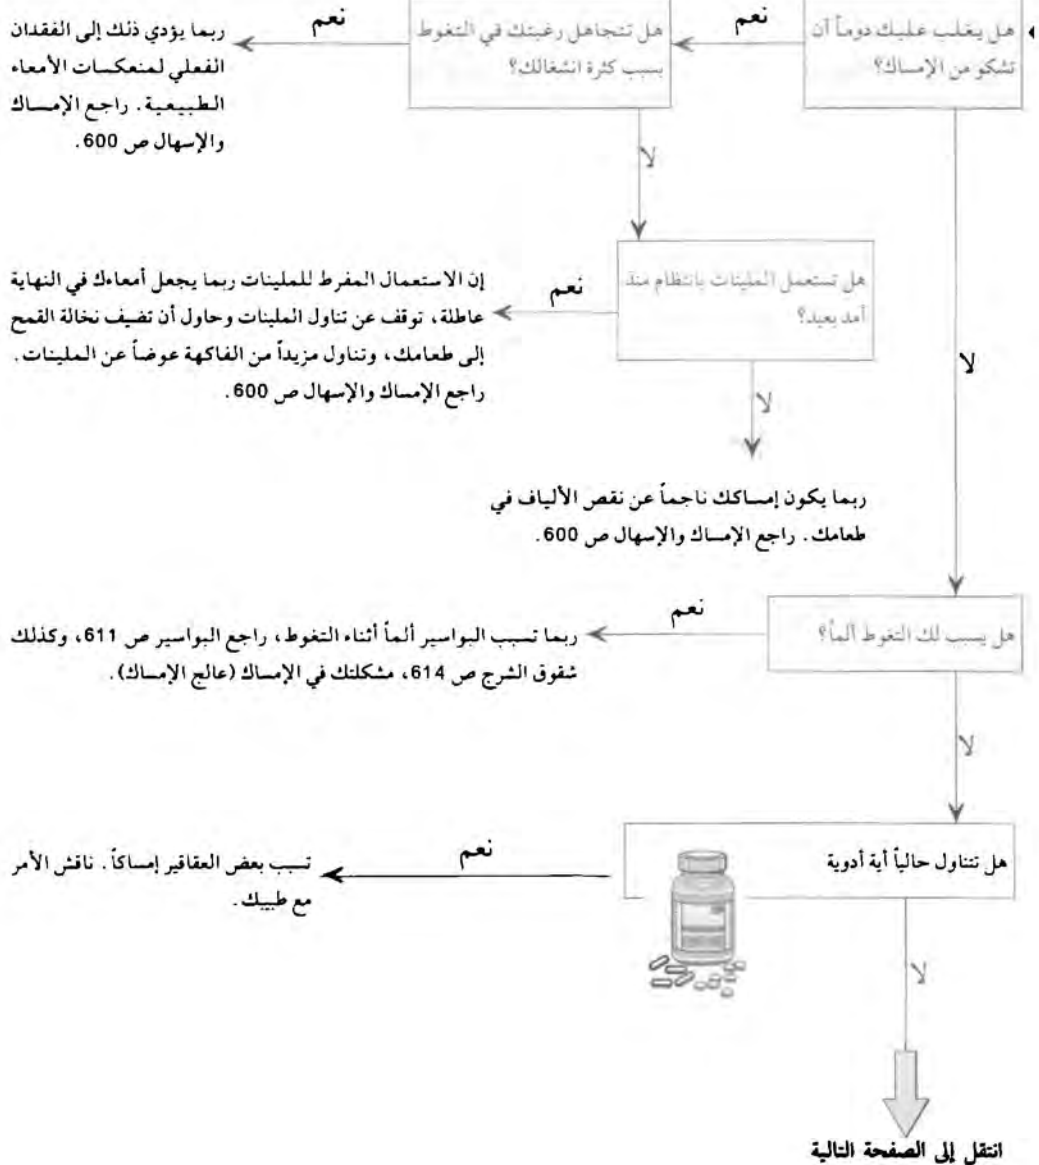 هل يغلب عليك دوماً أن
تشكو من الإمساك؟
نعم
هل تتجاهل رغبتك في التغوط
بسبب كثرة انشغالك؟
نعم
ربما يؤدي ذلك إلى الفقدان
الفعلي لمنعكسات الأمعاء
الطبيعية. راجع الإمساك
والإسهال ص 600.
لا
هل تستعمل الملينات بانتظام منذ
أمد بعيد؟
نعم
إن الاستعمال المفرط للملينات ربما يجعل أمعاءك في النهاية
عاطلة، توقف عن تناول الملينات وحاول أن تضيف نخالة القمح
إلى طعامك، وتناول مزيداً من الفاكهة عوضاً عن الملينات.
راجع الإمساك والإسهال ص 600.
لا
لا
ربما يكون إمساكك ناجماً عن نقص الألياف في
طعامك. راجع الإمساك والإسهال ص 600.
هل يسبب لك التغوط ألماً؟
نعم
ربما تسبب البواسير ألماً أثناء التغوط، راجع البواسير ص 611، وكذلك
شقوق الشرج ص 614، مشكلتك في الإمساك (عالج الإمساك).
لا
هل تتناول حالياً أية أدوية
نعم
تسبب بعض العقاقير إمساكاً. ناقش الأمر
مع طبيبك.
لا
انتقل إلى الصفحة التالية